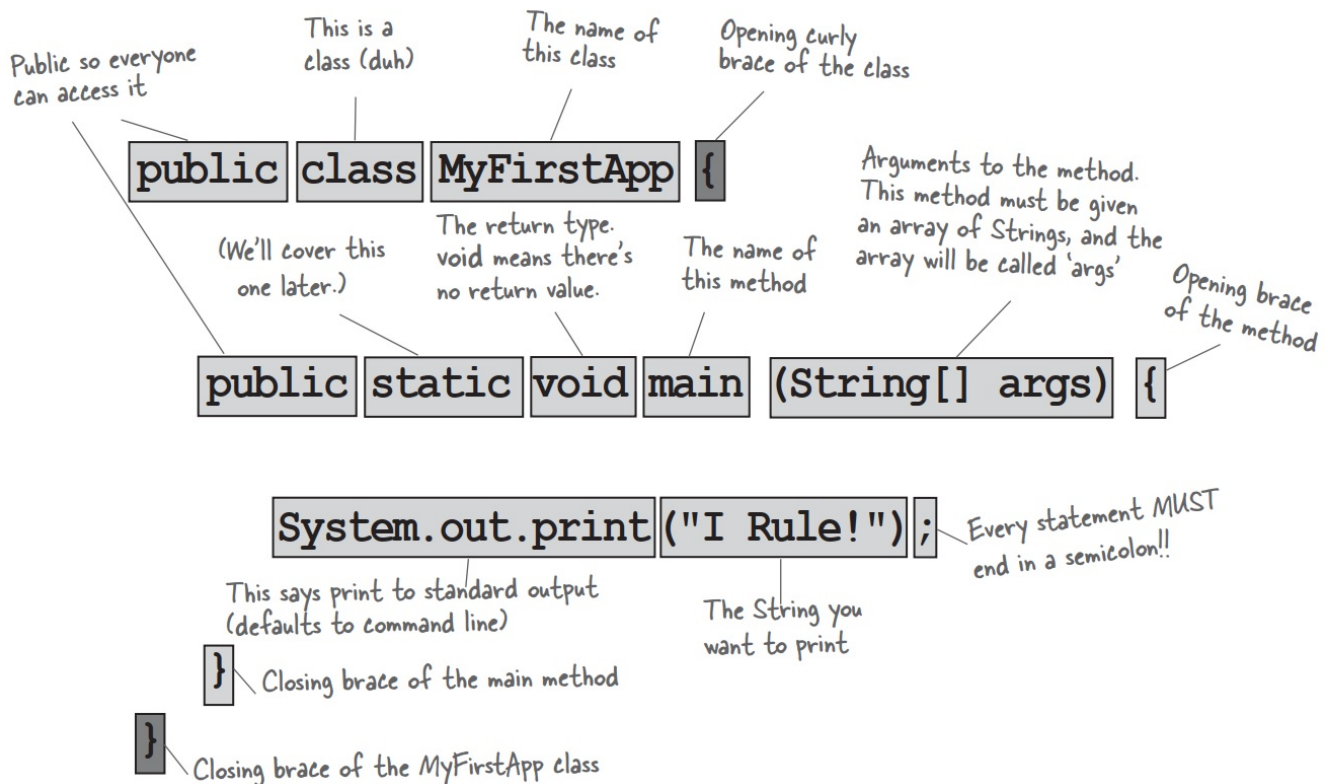 Public so everyone
can access it
This is a
class (duh)
The name of
this class
Opening curly
brace of the class
public class MyFirstApp {
(We'll cover this
one later.)
The return type.
void means there's
no return value.
The name of
this method
Arguments to the method.
This method must be given
an array of Strings, and the
array will be called 'args'
Opening brace
of the method
public static void main (String[] args) {
System.out.print("I Rule!");
Every statement MUST
end in a semicolon!!
This says print to standard output
(defaults to command line)
The String you
want to print
}
Closing brace of the main method
}
Closing brace of the MyFirstApp class